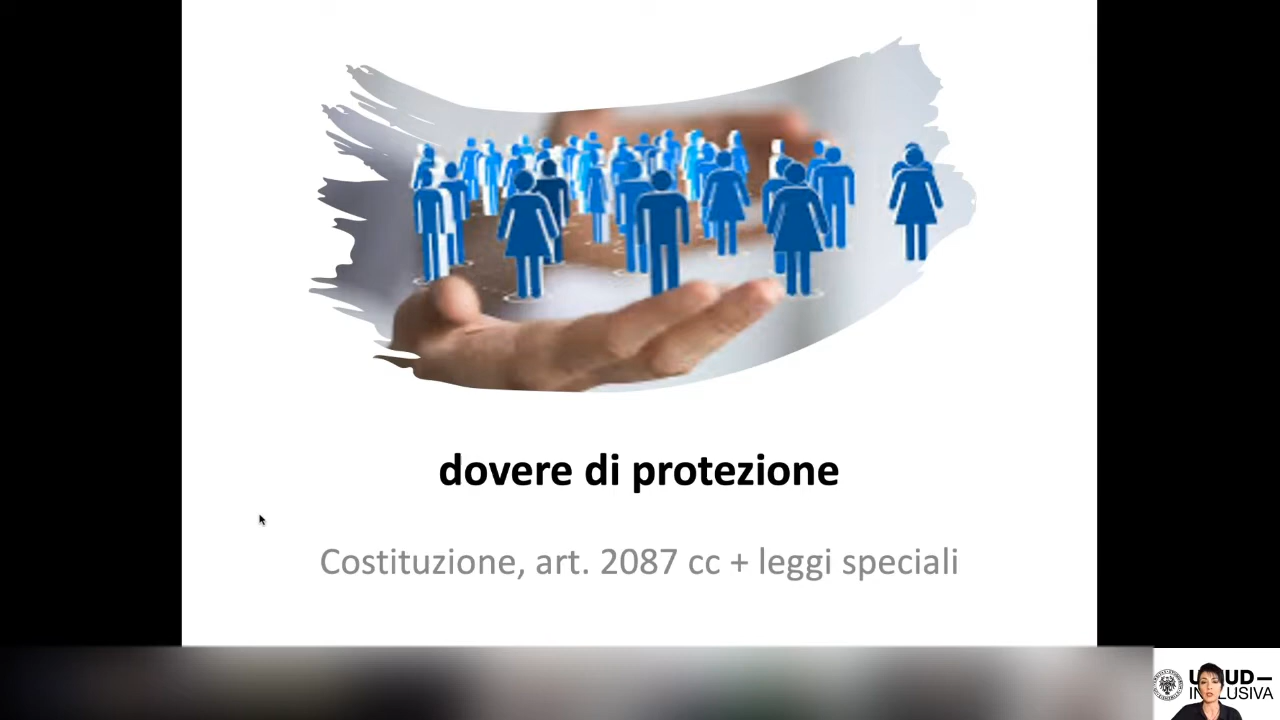 dovere di protezione
Costituzione, art. 2087 cc + leggi speciali